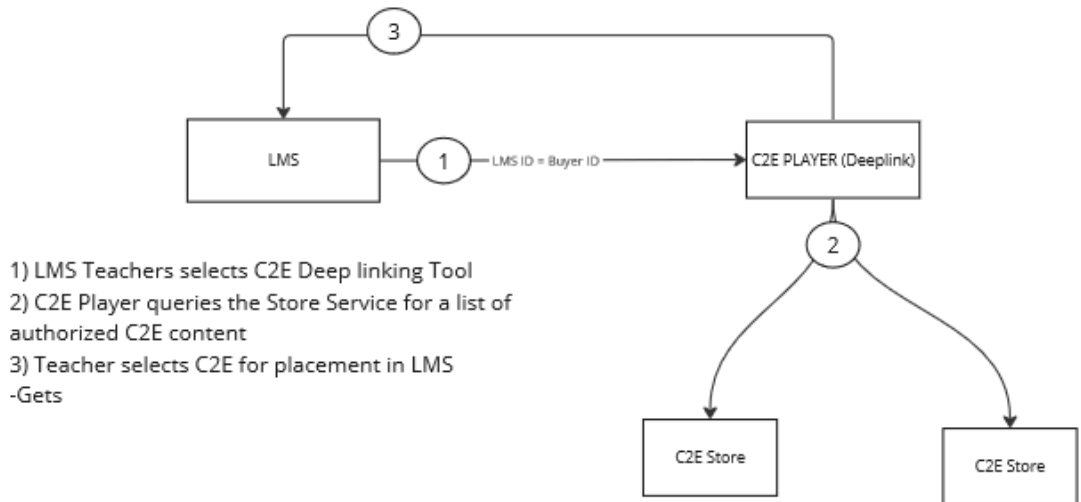 3
LMS
1
LMS ID = Buyer ID
C2E PLAYER (Deeplink)
2
1) LMS Teachers selects C2E Deep linking Tool
2) C2E Player queries the Store Service for a list of
authorized C2E content
3) Teacher selects C2E for placement in LMS
-Gets
C2E Store
C2E Store